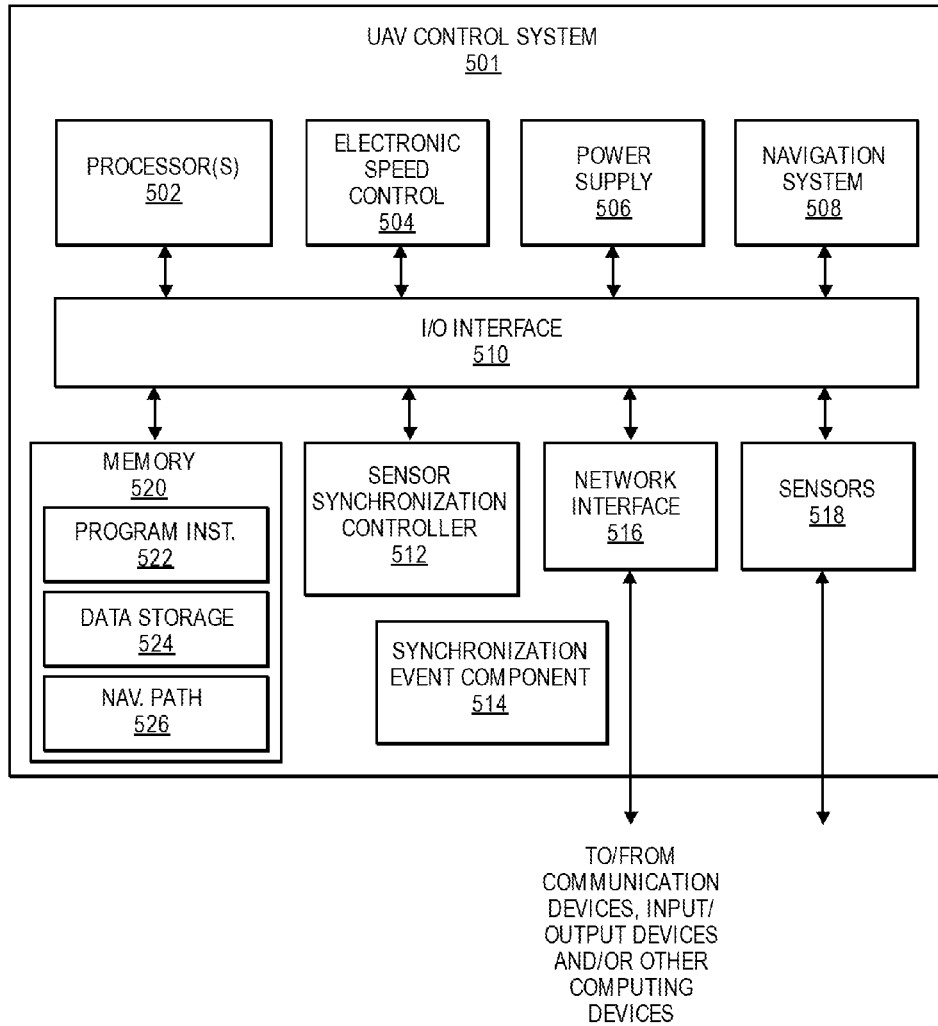 UAV CONTROL SYSTEM
501
PROCESSOR(S)
502
ELECTRONIC
SPEED
CONTROL
504
POWER
SUPPLY
506
NAVIGATION
SYSTEM
508
I/O INTERFACE
510
MEMORY
520
PROGRAM INST.
522
DATA STORAGE
524
NAV. PATH
526
SENSOR
SYNCHRONIZATION
CONTROLLER
512
NETWORK
INTERFACE
516
SENSORS
518
SYNCHRONIZATION
EVENT COMPONENT
514
TO/FROM
COMMUNICATION
DEVICES, INPUT/
OUTPUT DEVICES
AND/OR OTHER
COMPUTING
DEVICES